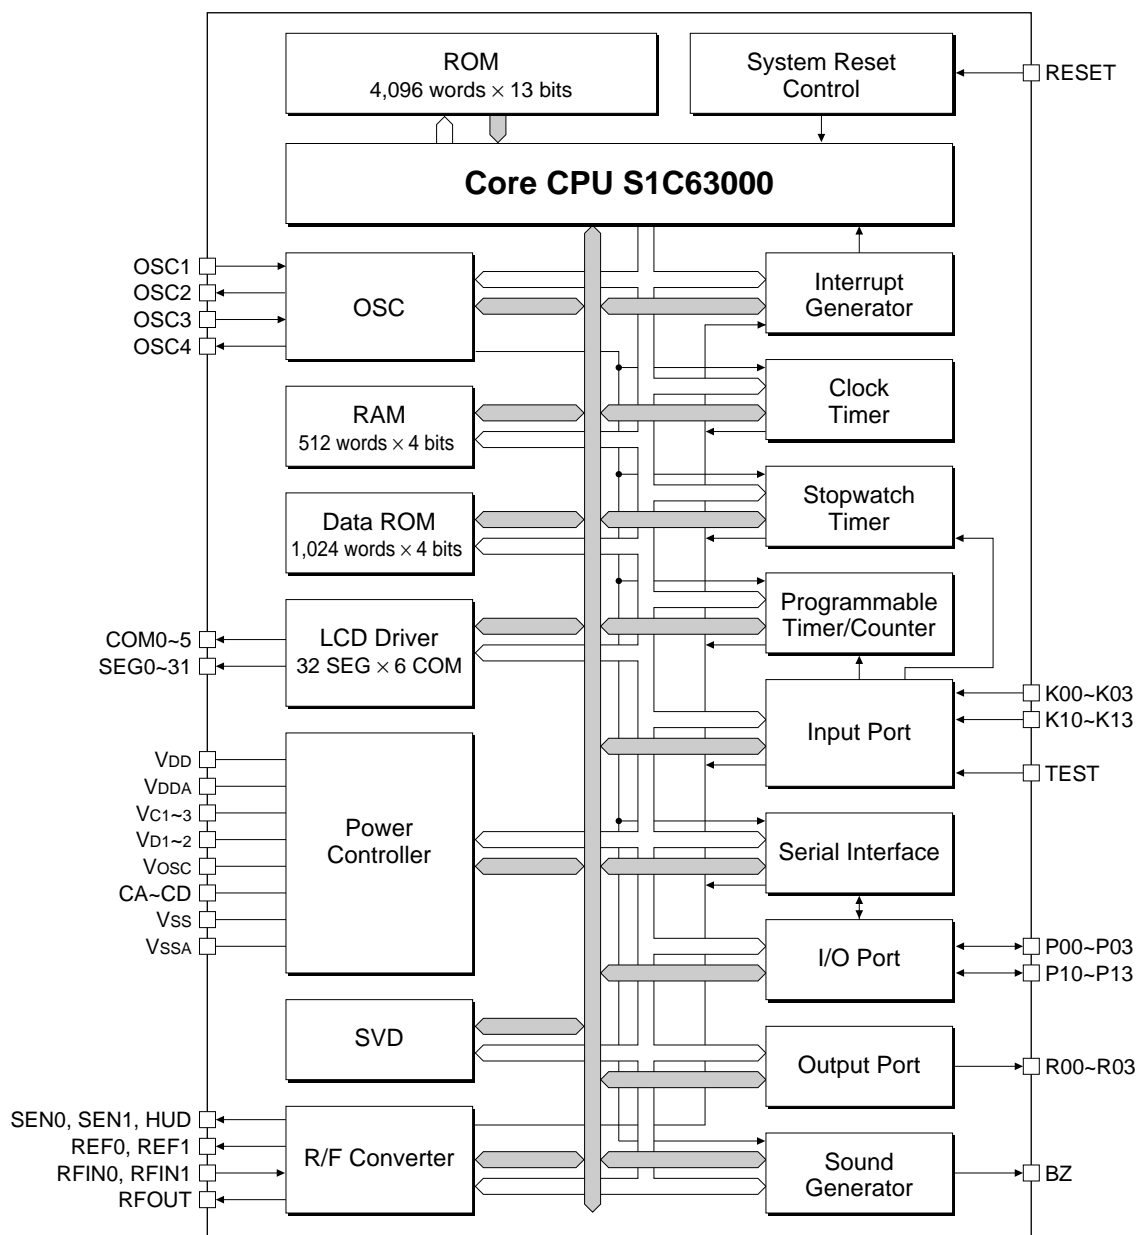 ROM
4,096 words × 13 bits
System Reset
Control
RESET
Core CPU S1C63000
OSC1
OSC2
OSC3
OSC4
OSC
Interrupt
Generator
RAM
512 words × 4 bits
Clock
Timer
Data ROM
1,024 words × 4 bits
Stopwatch
Timer
COM0~5
SEG0~31
LCD Driver
32 SEG × 6 COM
Programmable
Timer/Counter
Input Port
K00~K03
K10~K13
TEST
VDD
VDDA
VC1~3
VD1~2
VOSC
CA~CD
VSS
VSSA
Power
Controller
Serial Interface
I/O Port
P00~P03
P10~P13
SVD
Output Port
R00~R03
SEN0, SEN1, HUD
REF0, REF1
RFIN0, RFIN1
RFOUT
R/F Converter
Sound
Generator
BZ